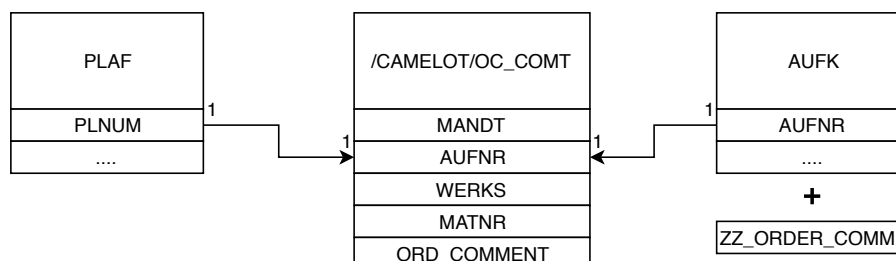 PLAF
/CAMELOT/OC_COMT
AUFK
1
1
PLNUM
MANDT
AUFNR
1
1
....
AUFNR
....
WERKS
+
MATNR
ZZ_ORDER_COMM
ORD_COMMENT